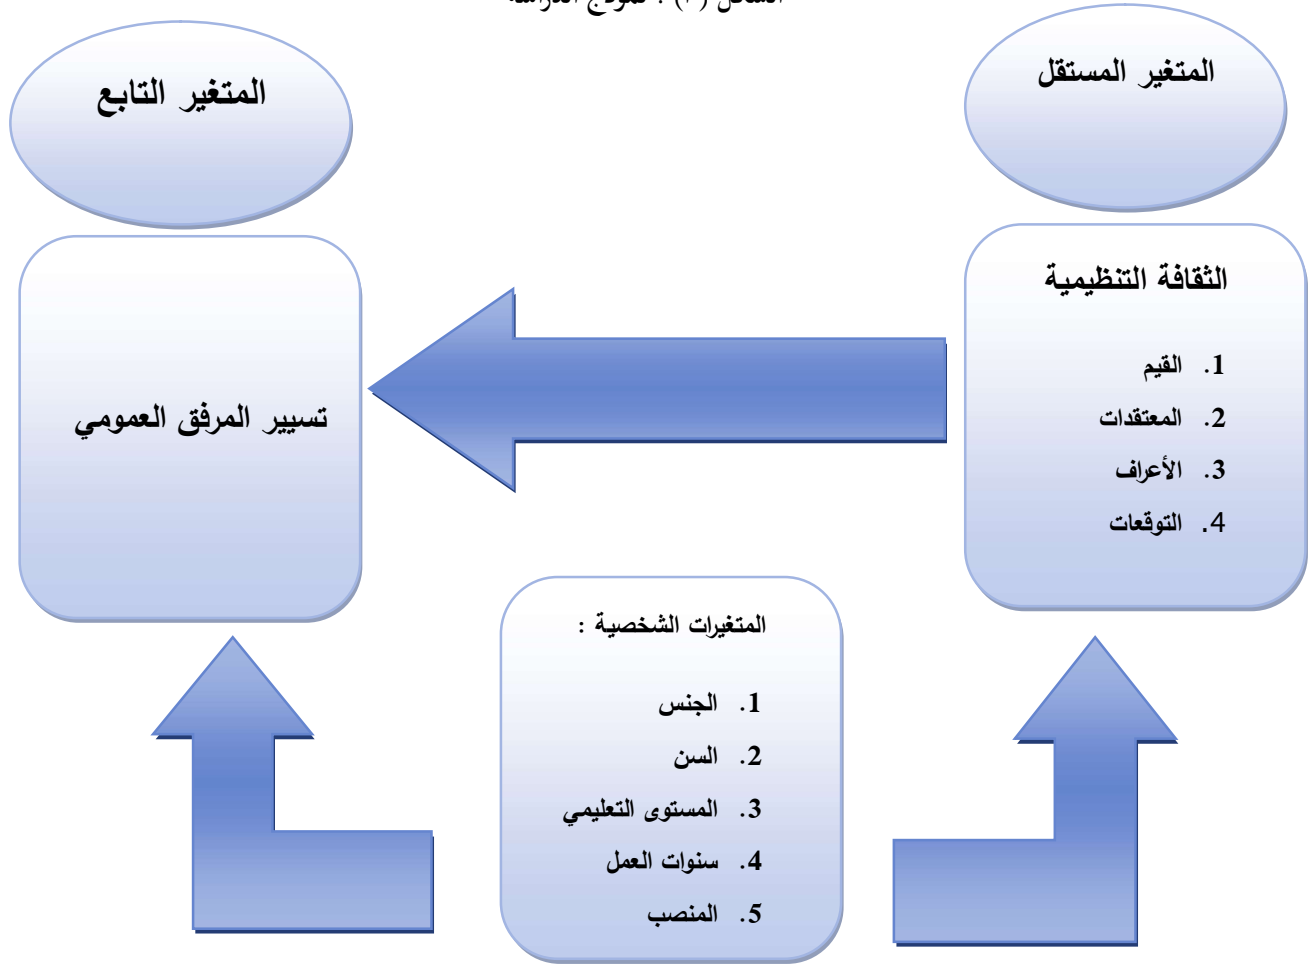 المتغير المستقل
الثقافة التنظيمية
1. القيم
2. المعتقدات
3. الأعراف
4. التوقعات
المتغير التابع
تسيير المرفق العمومي
المتغيرات الشخصية :
1. الجنس
2. السن
3. المستوى التعليمي
4. سنوات العمل
5. المنصب